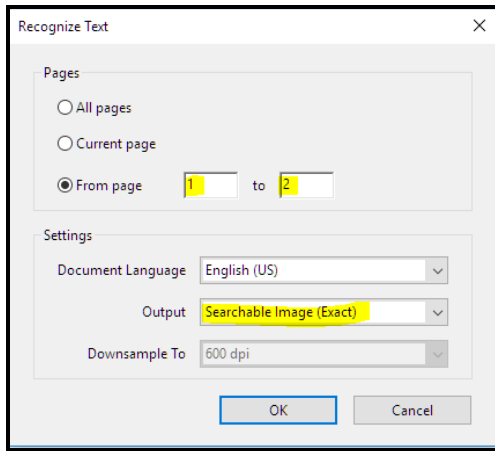 Recognize Text
Pages
All pages
Current page
From page 1 to 2
Settings
Document Language English (US)
Output Searchable Image (Exact)
Downsample To 600 dpi
OK Cancel